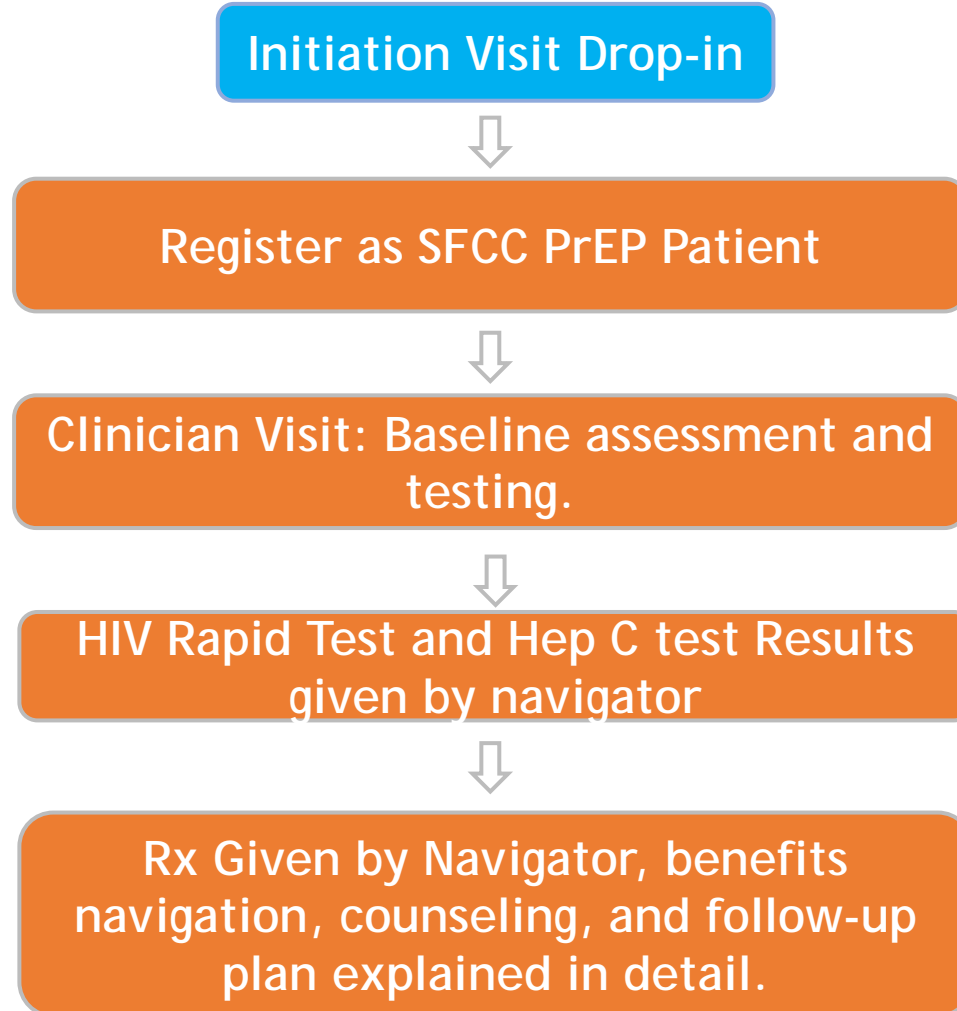 Initiation Visit Drop-in
Register as SFCC PrEP Patient
Clinician Visit: Baseline assessment and
testing.
HIV Rapid Test and Hep C test Results
given by navigator
Rx Given by Navigator, benefits
navigation, counseling, and follow-up
plan explained in detail.